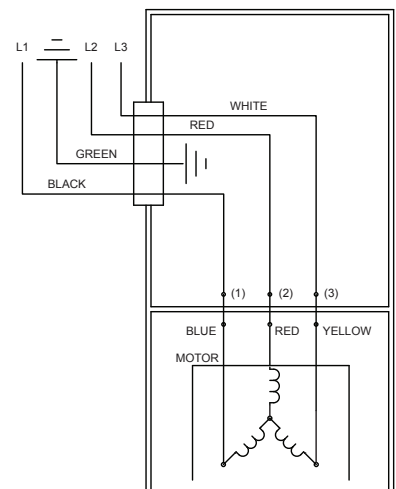 L1 L2 L3
WHITE
RED
GREEN
BLACK
(1) (2) (3)
BLUE RED YELLOW
MOTOR